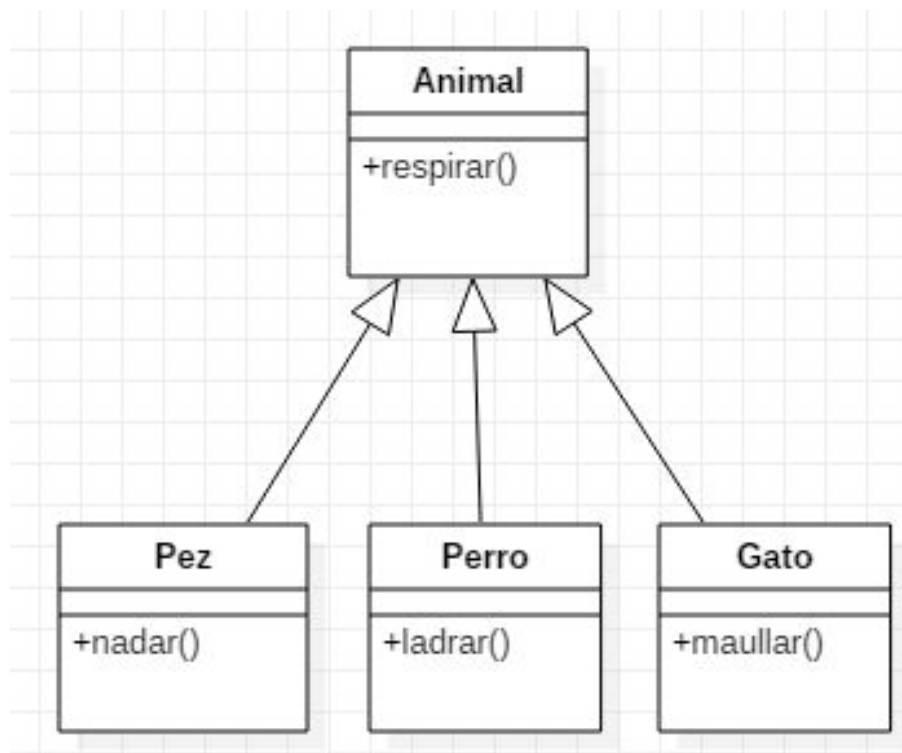 Animal
+respirar()
Pez
+nadar()
Perro
+ladrar()
Gato
+maullar()